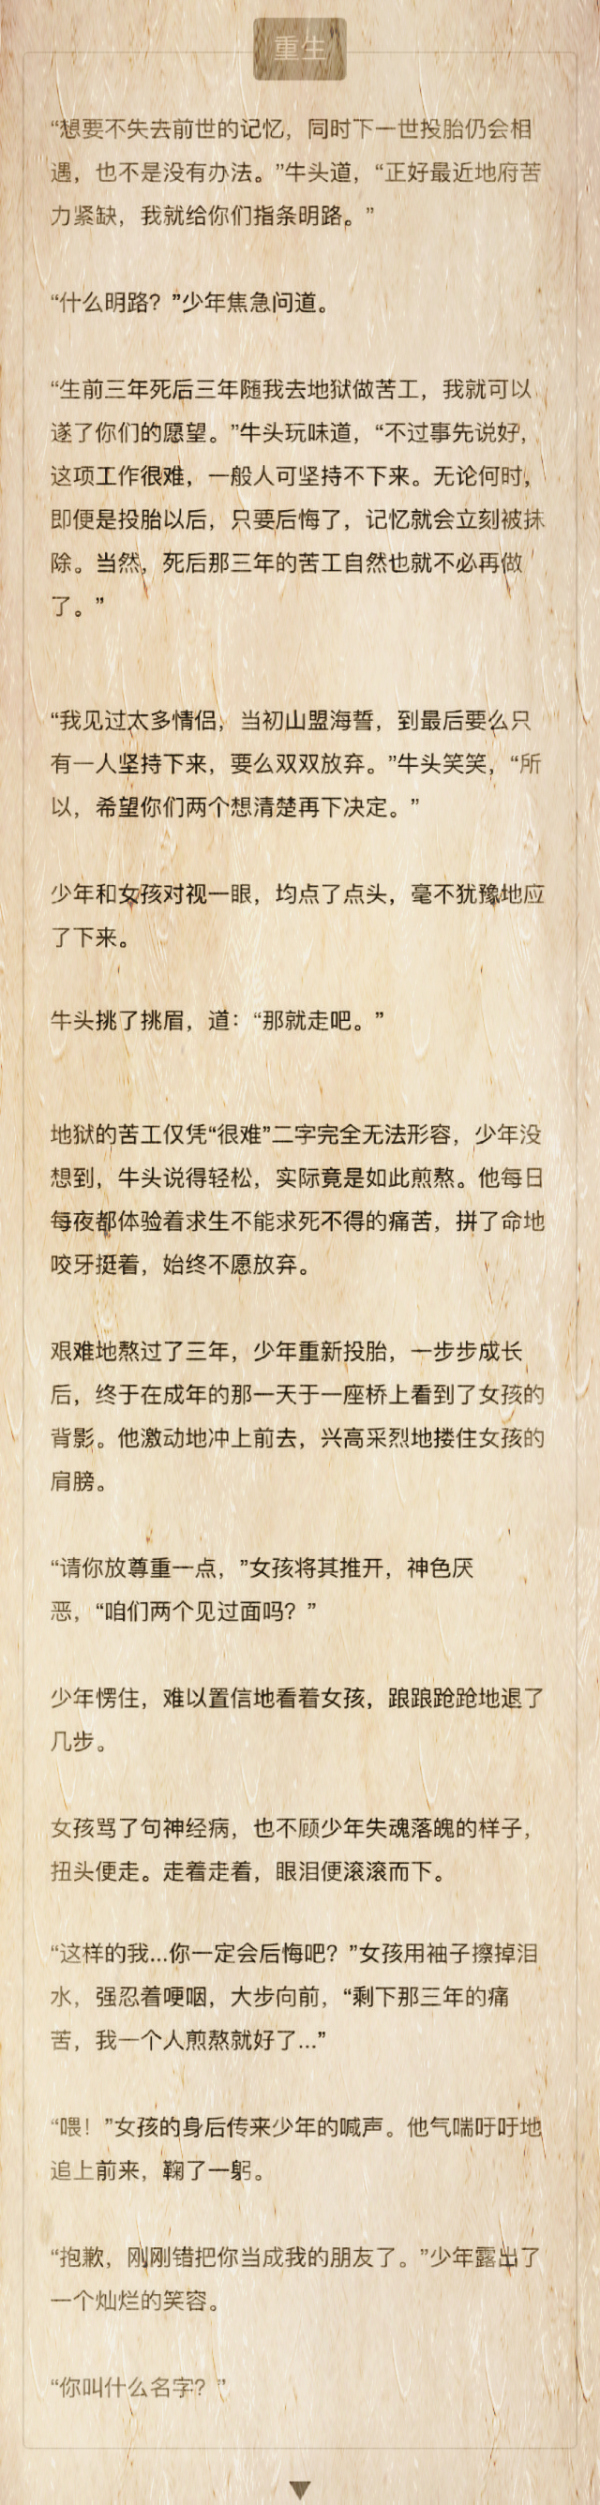 重生
“想要不失去前世的记忆，同时下一世投胎仍会相
遇，也不是没有办法。”牛头道，“正好最近地府苦
力紧缺，我就给你们指条明路。”
“什么明路？”少年焦急问道。
“生前三年死后三年随我去地狱做苦工，我就可以
遂了你们的愿望。”牛头玩味道，“不过事先说好，
这项工作很难，一般人可坚持不下来。无论何时，
即便是投胎以后，只要后悔了，记忆就会立刻被抹
除。当然，死后那三年的苦工自然也就不必再做
了。”
“我见过太多情侣，当初山盟海誓，到最后要么只
有一人坚持下来，要么双双放弃。”牛头笑笑，“所
以，希望你们两个想清楚再下决定。”
少年和女孩对视一眼，均点了点头，毫不犹豫地应
了下来。
牛头挑了挑眉，道：“那就走吧。”
地狱的苦工仅凭“很难”二字完全无法形容，少年没
想到，牛头说得轻松，实际竟是如此煎熬。他每日
每夜都体验着求生不能求死不得的痛苦，拼了命地
咬牙挺着，始终不愿放弃。
艰难地熬过了三年，少年重新投胎，一步步成长
后，终于在成年的那一天于一座桥上看到了女孩的
背影。他激动地冲上前去，兴高采烈地搂住女孩的
肩膀。
“请你放尊重一点，”女孩将其推开，神色厌
恶，“咱们两个见过面吗？”
少年愣住，难以置信地看着女孩，踉踉跄跄地退了
几步。
女孩骂了句神经病，也不顾少年失魂落魄的样子，
扭头便走。走着走着，眼泪便滚滚而下。
“这样的我...你一定会后悔吧？”女孩用袖子擦掉泪
水，强忍着哽咽，大步向前，“剩下那三年的痛
苦，我一个人煎熬就好了...”
“喂！”女孩的身后传来少年的喊声。他气喘吁吁地
追上前来，鞠了一躬。
“抱歉，刚刚错把你当成我的朋友了。”少年露出了
一个灿烂的笑容。
“你叫什么名字？”